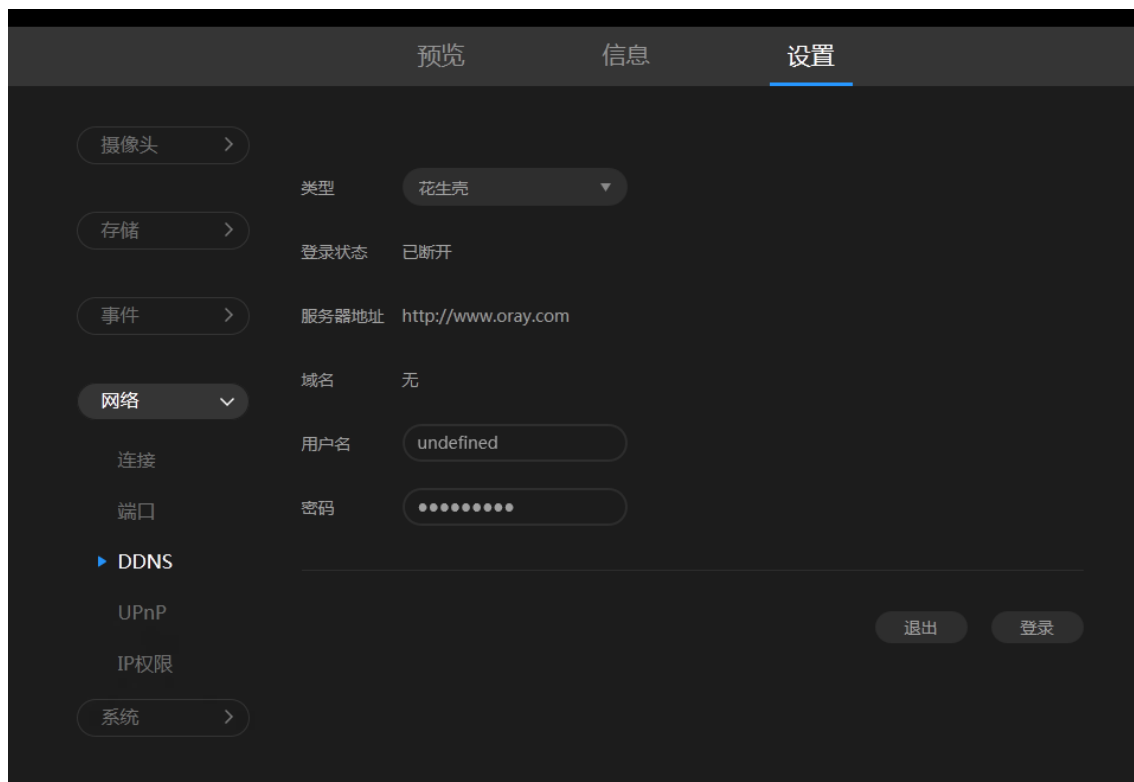 预览 信息 设置
摄像头
存储
事件
网络
连接
端口
DDNS
UPnP
IP权限
系统
类型 花生壳
登录状态 已断开
服务器地址 http://www.oray.com
域名 无
用户名 undefined
密码 ●●●●●●●●●
退出 登录